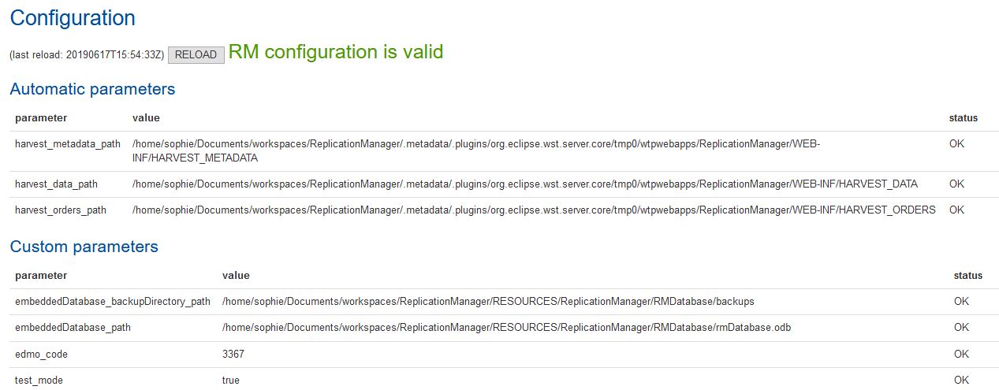 Configuration
(last reload: 20190617T15:54:33Z) RELOAD RM configuration is valid
Automatic parameters
parameter value status
harvest_metadata_path /home/sophie/Documents/workspaces/ReplicationManager/.metadata/.plugins/org.eclipse.wst.server.core/tmp0/wtpwebapps/ReplicationManager/WEB- OK
INF/HARVEST_METADATA
harvest_data_path /home/sophie/Documents/workspaces/ReplicationManager/.metadata/.plugins/org.eclipse.wst.server.core/tmp0/wtpwebapps/ReplicationManager/WEB-INF/HARVEST_DATA OK
harvest_orders_path /home/sophie/Documents/workspaces/ReplicationManager/.metadata/.plugins/org.eclipse.wst.server.core/tmp0/wtpwebapps/ReplicationManager/WEB-INF/HARVEST_ORDERS OK
Custom parameters
parameter value status
embeddedDatabase_backupDirectory_path /home/sophie/Documents/workspaces/ReplicationManager/RESOURCES/ReplicationManager/RMDatabase/backups OK
embeddedDatabase_path /home/sophie/Documents/workspaces/ReplicationManager/RESOURCES/ReplicationManager/RMDatabase/rmDatabase.odb OK
edmo_code 3367 OK
test_mode true OK